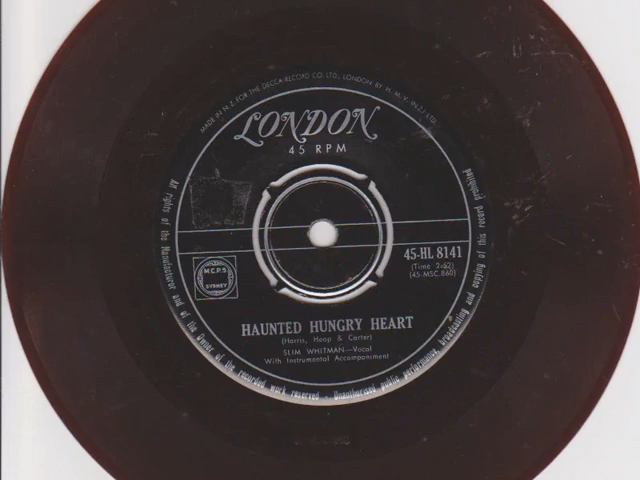 MADE IN N.Z. FOR THE DECCA RECORD CO. LTD., LONDON BY H.M.V. (N.Z.) LTD.
LONDON
45 RPM
45-HL 8141
(Time 2:52)
(45-MSC.860)
M.C.P.S
SYDNEY
HAUNTED HUNGRY HEART
(Harris, Heap & Carter)
SLIM WHITMAN—Vocal
With Instrumental Accompaniment
All rights of the Manufacturer and of the Owner of the recorded work reserved - Unauthorised public performance, broadcasting and copying of this record prohibited